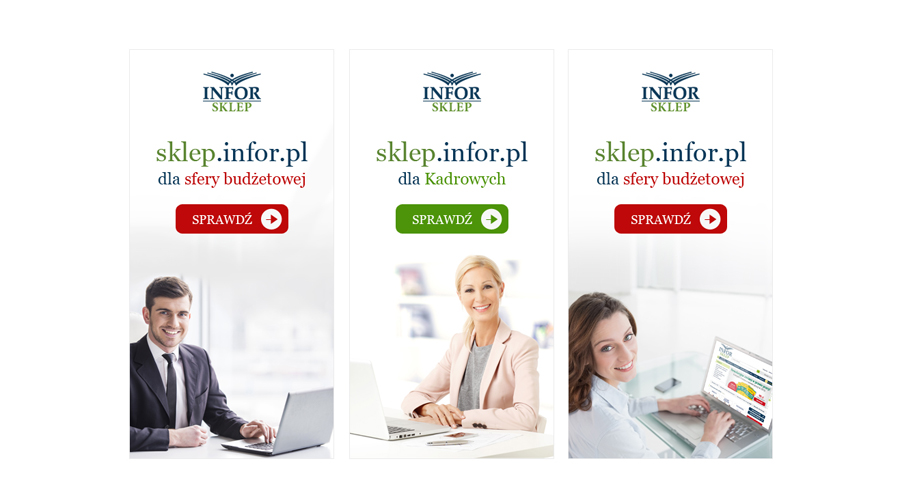 INFOR
SKLEP
sklep.infor.pl
dla sfery budżetowej
SPRAWDŹ
INFOR
SKLEP
sklep.infor.pl
dla Kadrowych
SPRAWDŹ
INFOR
SKLEP
sklep.infor.pl
dla sfery budżetowej
SPRAWDŹ
INFOR